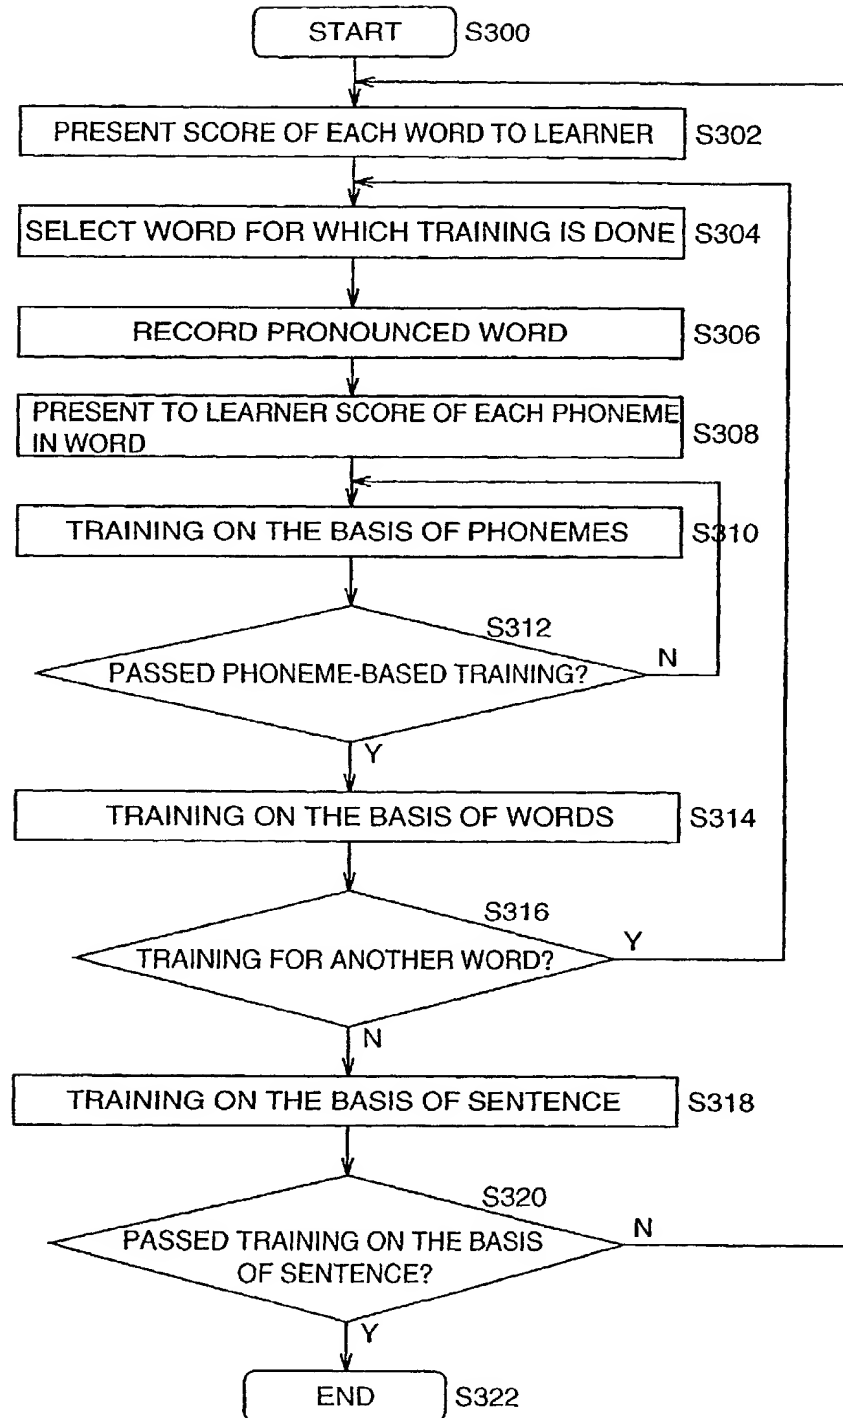 START S300
PRESENT SCORE OF EACH WORD TO LEARNER S302
SELECT WORD FOR WHICH TRAINING IS DONE S304
RECORD PRONOUNCED WORD S306
PRESENT TO LEARNER SCORE OF EACH PHONEME
IN WORD S308
TRAINING ON THE BASIS OF PHONEMES S310
S312
PASSED PHONEME-BASED TRAINING? N
Y
TRAINING ON THE BASIS OF WORDS S314
S316
TRAINING FOR ANOTHER WORD? Y
N
TRAINING ON THE BASIS OF SENTENCE S318
S320
PASSED TRAINING ON THE BASIS N
OF SENTENCE?
Y
END S322